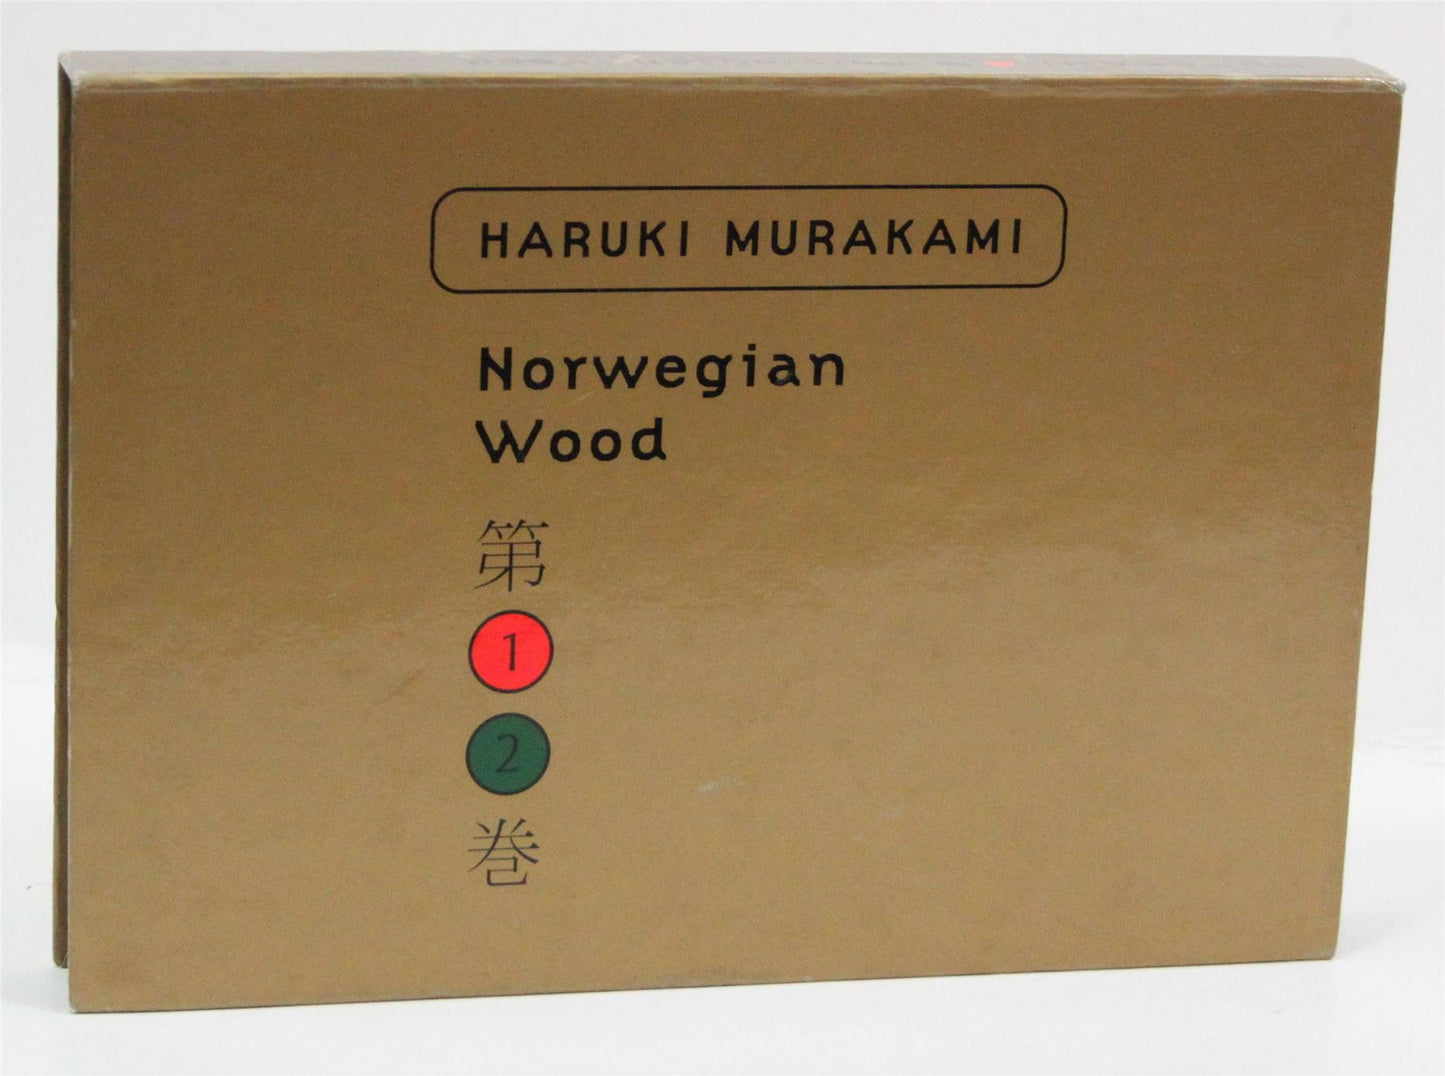 HARUKI MURAKAMI
Norwegian
Wood
第
1
2
巻